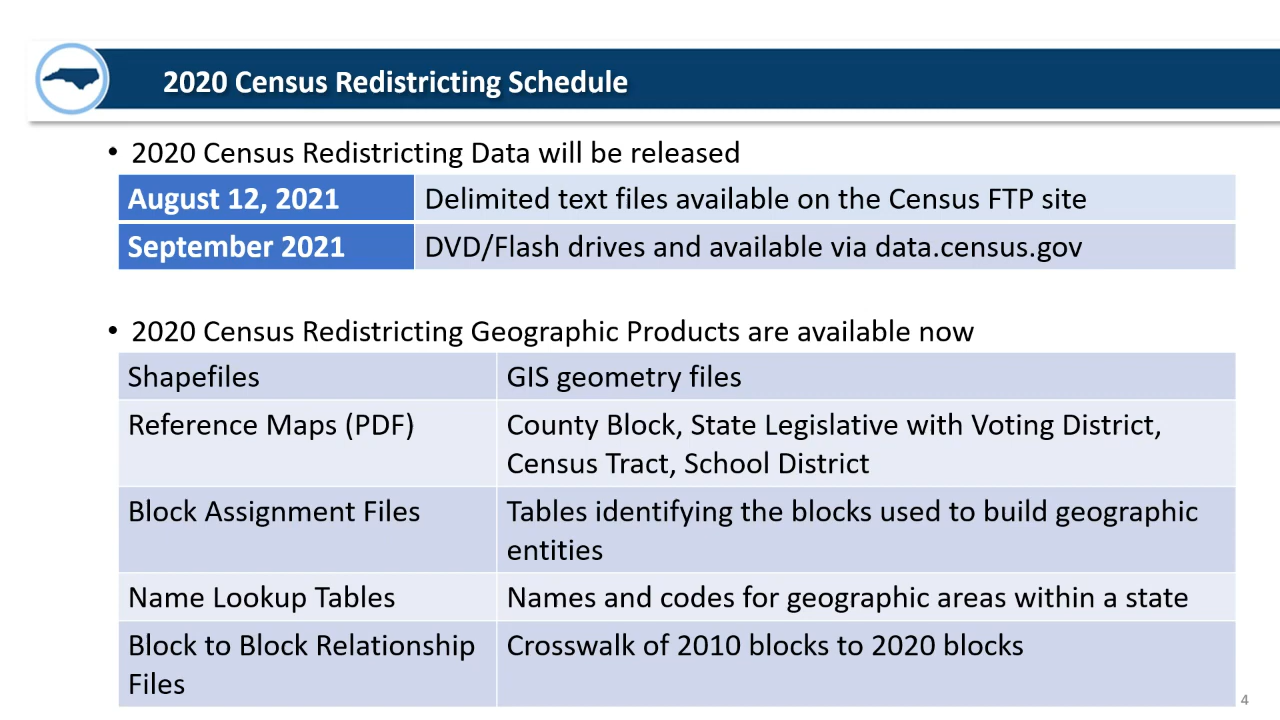 2020 Census Redistricting Schedule
• 2020 Census Redistricting Data will be released
August 12, 2021 Delimited text files available on the Census FTP site
September 2021 DVD/Flash drives and available via data.census.gov
• 2020 Census Redistricting Geographic Products are available now
Shapefiles GIS geometry files
Reference Maps (PDF) County Block, State Legislative with Voting District,
Census Tract, School District
Block Assignment Files Tables identifying the blocks used to build geographic
entities
Name Lookup Tables Names and codes for geographic areas within a state
Block to Block Relationship Crosswalk of 2010 blocks to 2020 blocks
Files
4